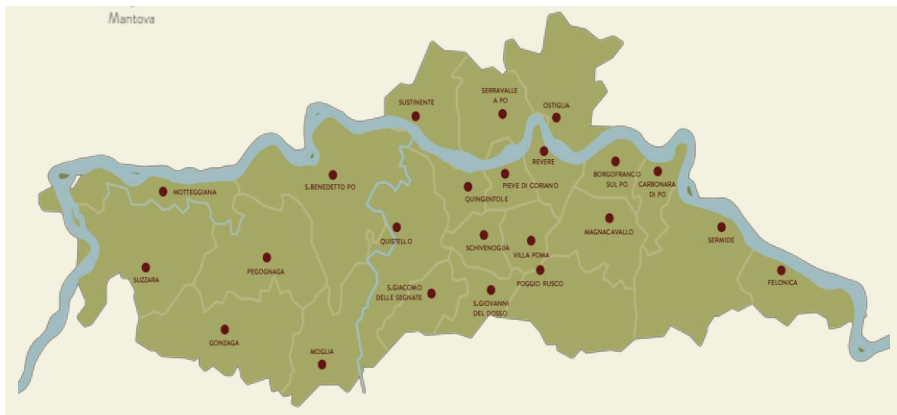 Mantova
SUSTINENTE
SERRAVALLE
A PO
OSTIGLIA
REVERE
MOTTEGGIANA
S.BENEDETTO PO
QUINGENTOLE
PIEVE DI CORIANO
BORGOFRANCO
SUL PO
CARBONARA
DI PO
QUISTELLO
SCHIVENOGLIA
VILLA POMA
MAGNACAVALLO
SERMIDE
SUZZARA
PEGOGNAGA
S.GIACOMO
DELLE SEGNATE
S.GIOVANNI
DEL DOSSO
POGGIO RUSCO
FELONICA
GONZAGA
MOGLIA